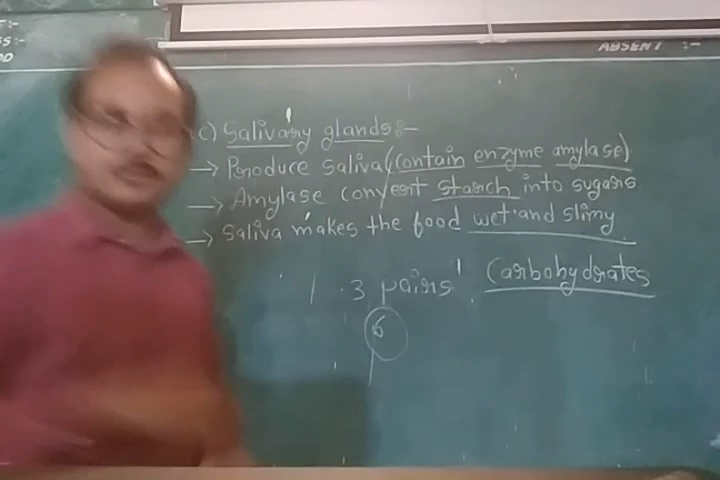 ABSENT :-
c) Salivary glands:-
→ Produce saliva (contain enzyme amylase)
→ Amylase convert starch into sugars.
→ Saliva makes the food wet and slimy
3 pairs Carbohydrates
6